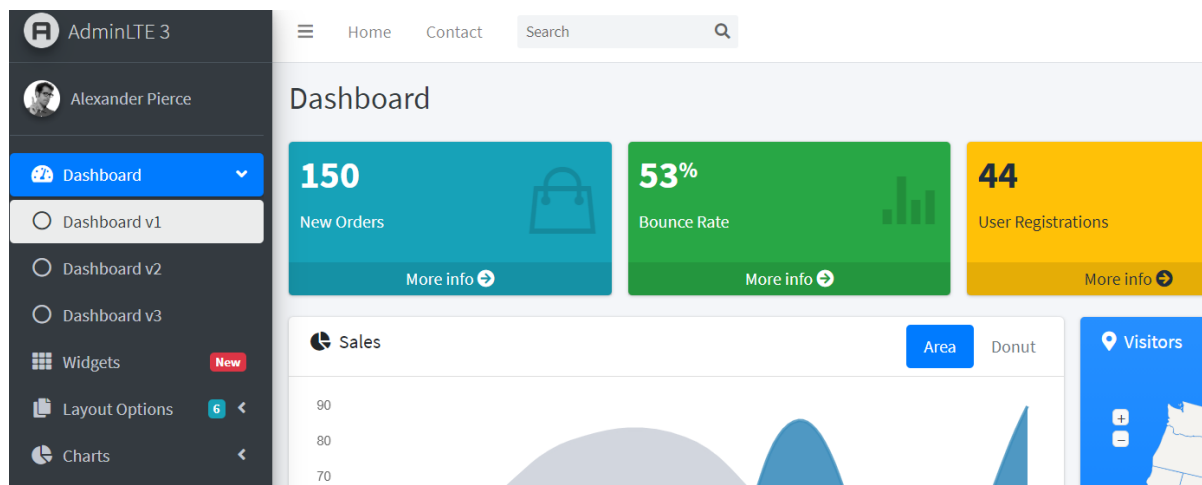 AdminLTE 3
Home Contact Search
Alexander Pierce
Dashboard
Dashboard
Dashboard v1
Dashboard v2
Dashboard v3
Widgets New
Layout Options 6
Charts
150
New Orders
More info
53%
Bounce Rate
More info
44
User Registrations
More info
Sales
Area Donut
90
80
70
Visitors
+
−